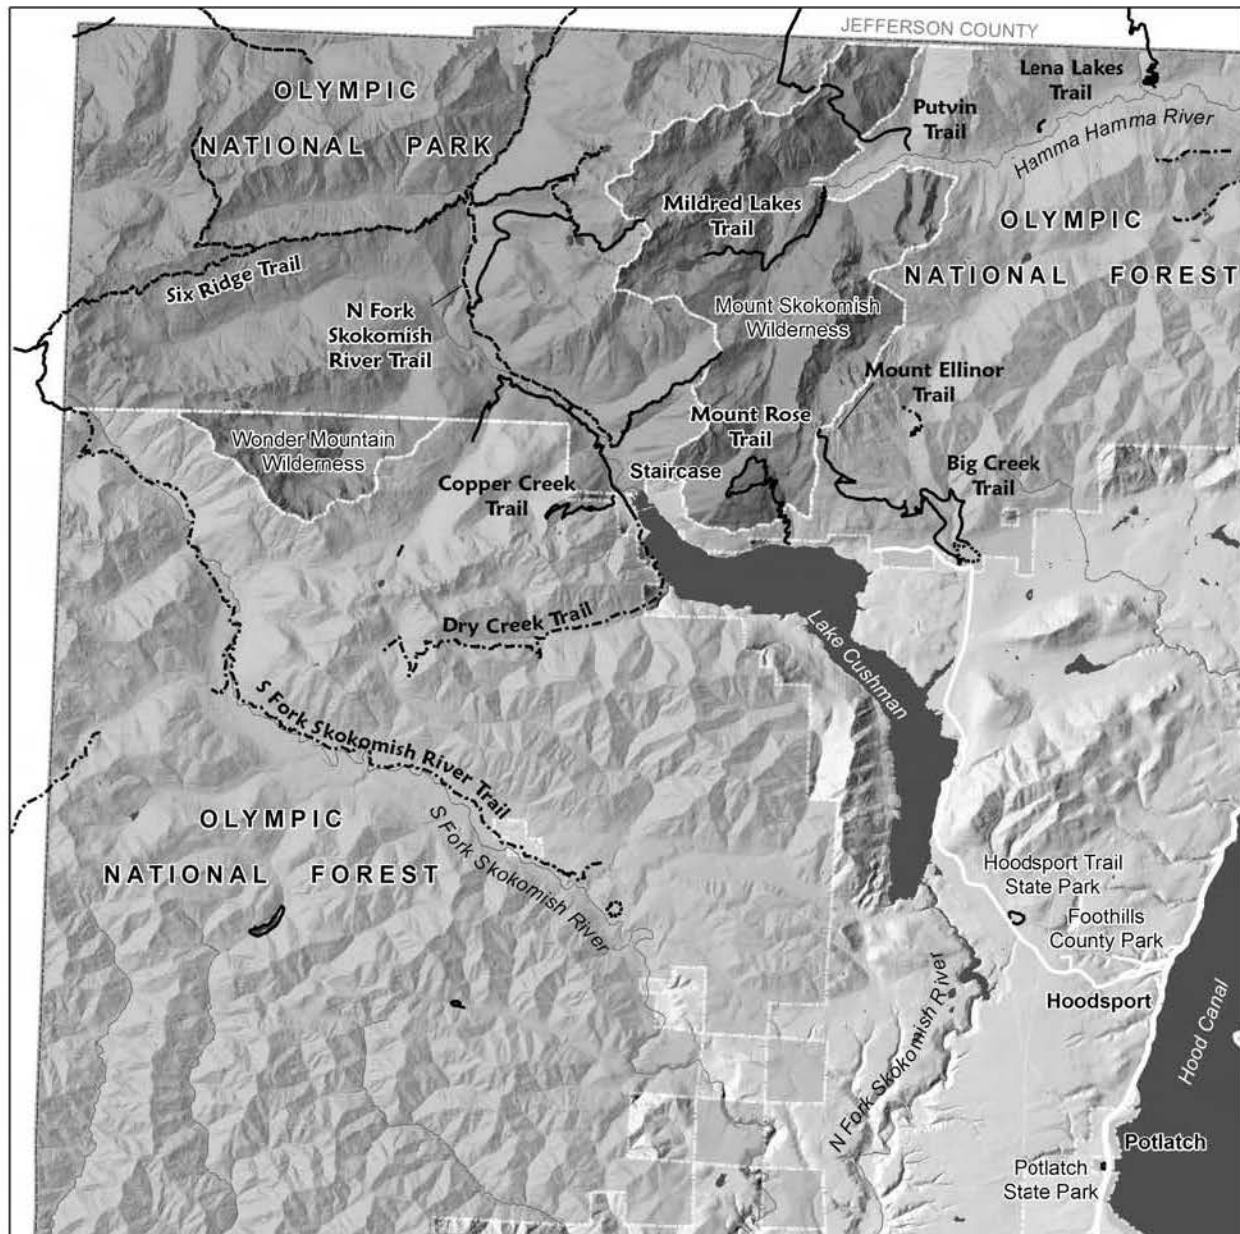 JEFFERSON COUNTY
OLYMPIC
NATIONAL PARK
Lena Lakes
Trail
Putvin
Trail
Hamma Hamma River
Mildred Lakes
Trail
OLYMPIC
NATIONAL FOREST
Six Ridge Trail
N Fork
Skokomish
River Trail
Mount Skokomish
Wilderness
Mount Ellinor
Trail
Mount Rose
Trail
Wonder Mountain
Wilderness
Staircase
Big Creek
Trail
Copper Creek
Trail
Dry Creek Trail
Lake Cushman
S Fork Skokomish River Trail
OLYMPIC
NATIONAL FOREST
S Fork Skokomish River
Hoodsport Trail
State Park
Foothills
County Park
N Fork Skokomish River
Hoodsport
Hood Canal
Potlatch
Potlatch
State Park